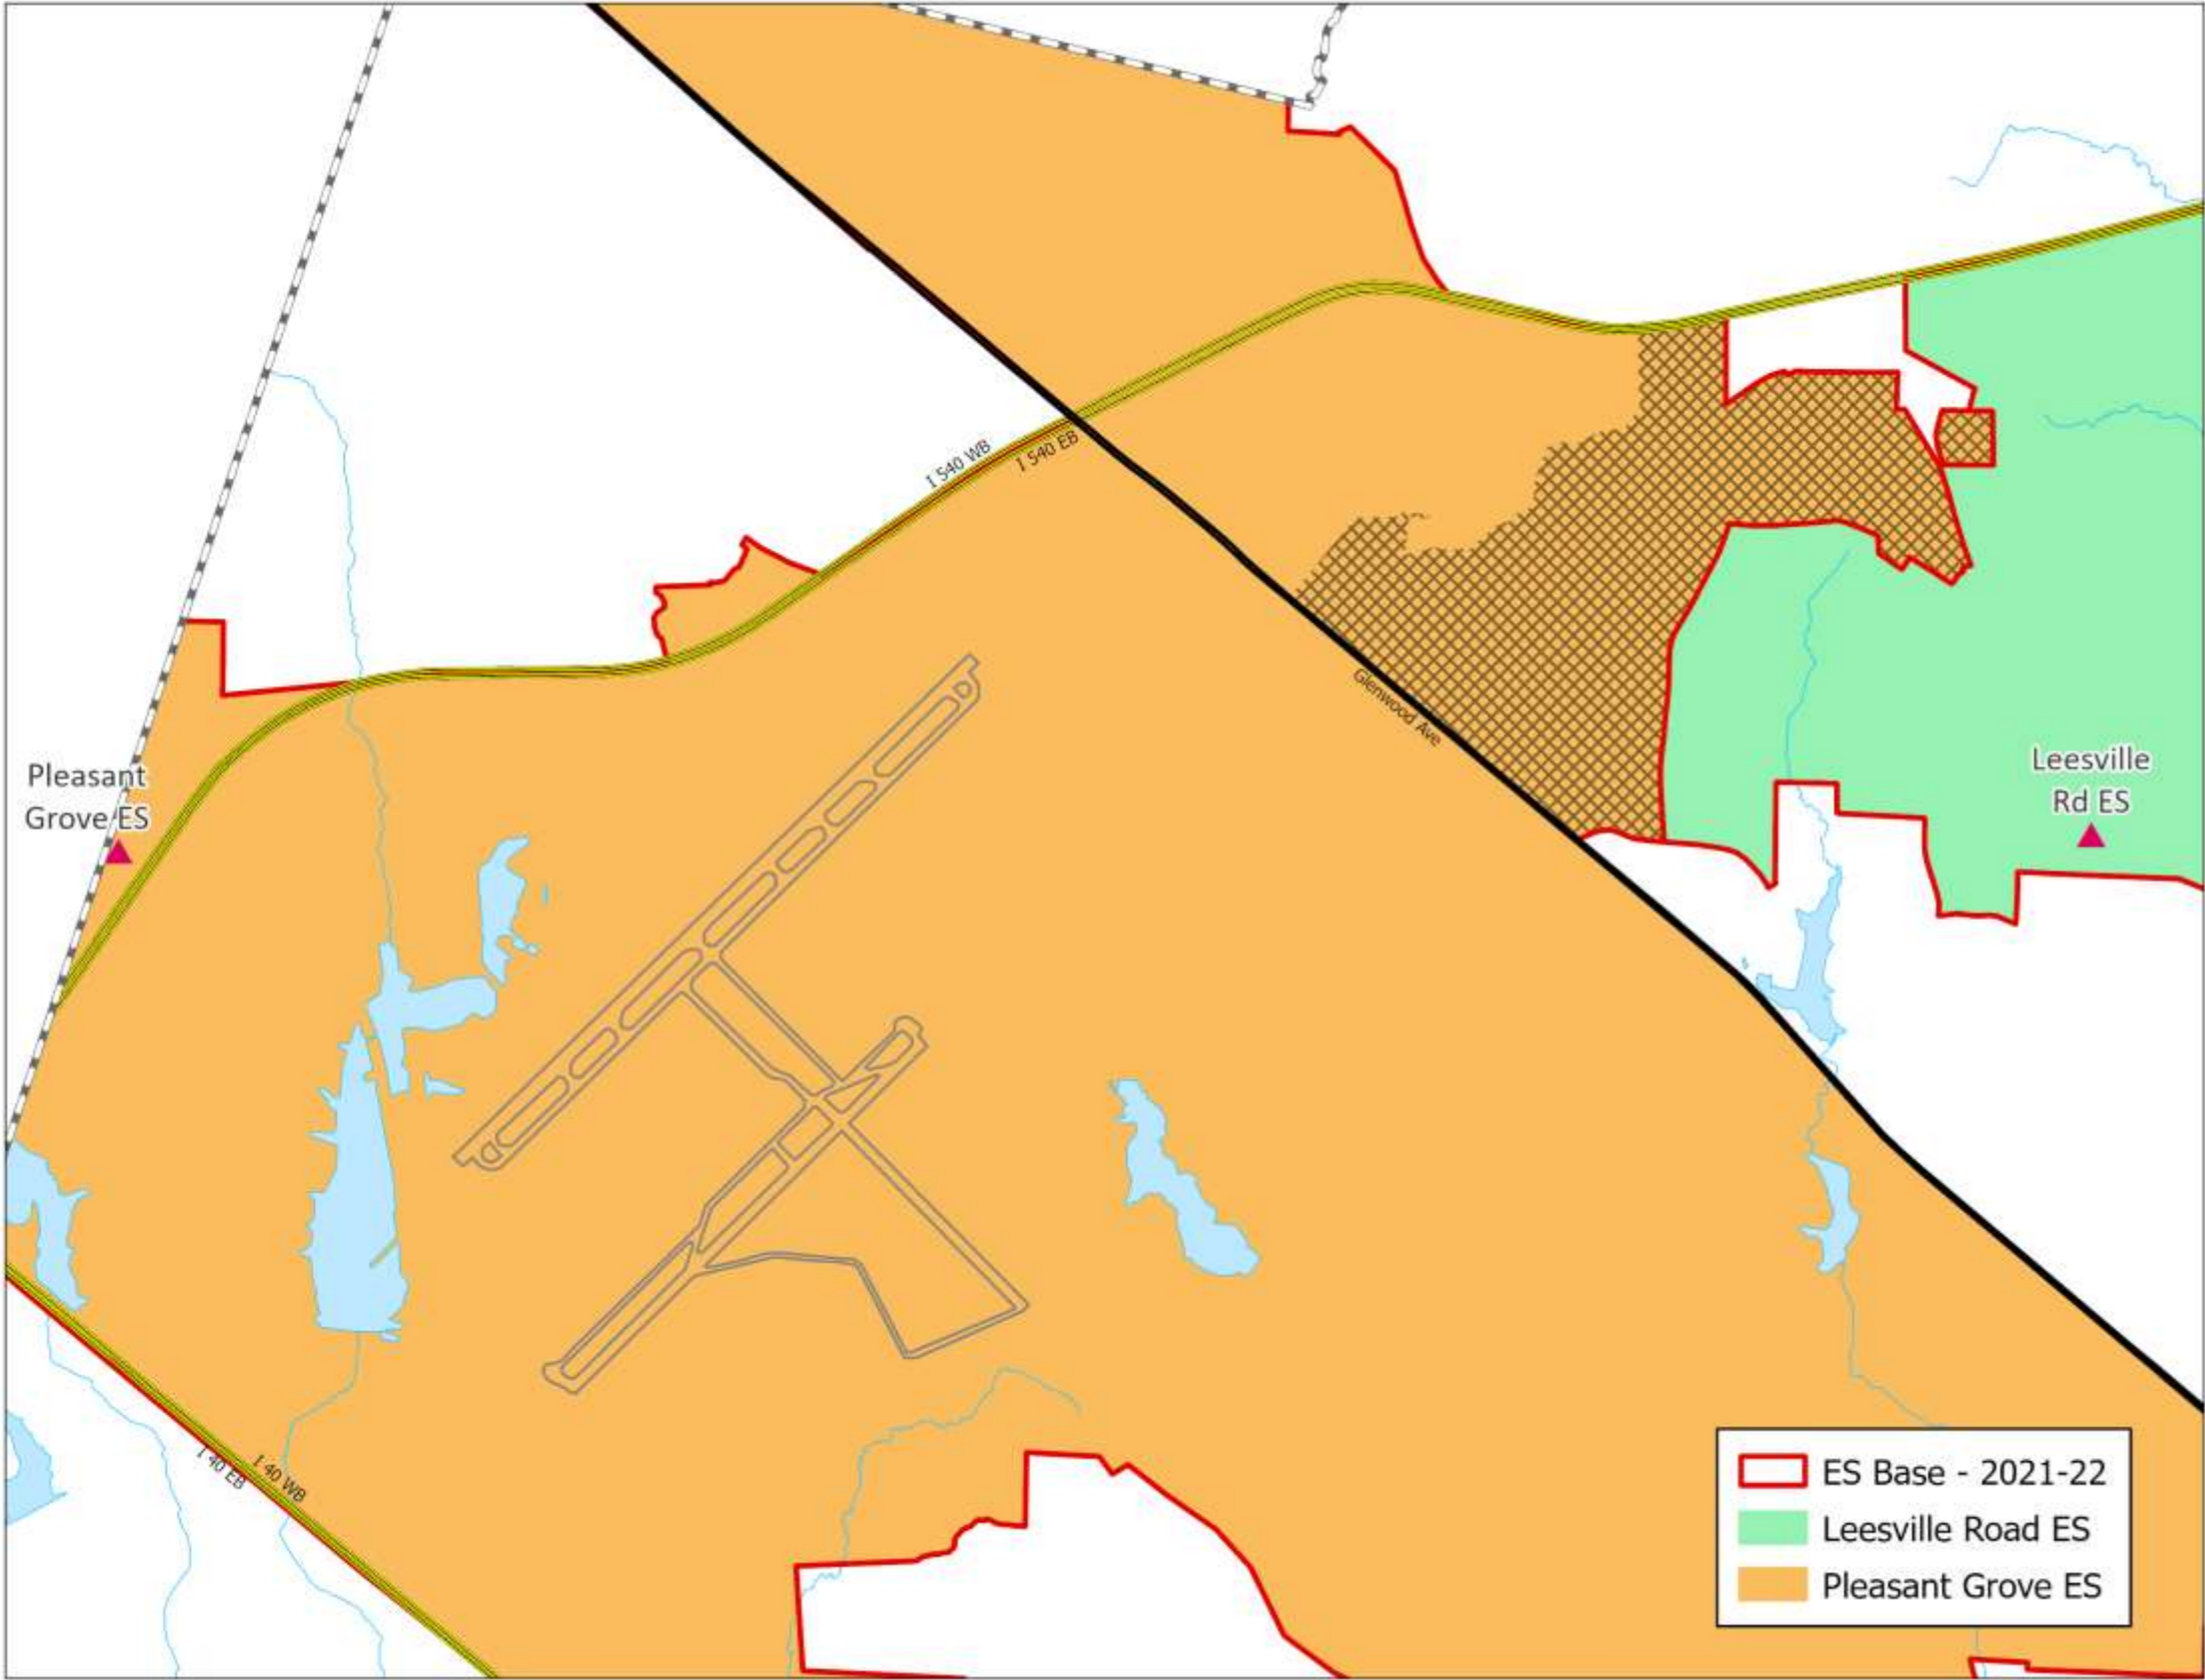 I 540 WB
I 540 EB
Glenwood Ave
Pleasant
Grove ES
Leesville
Rd ES
I 40 EB
I 40 WB
ES Base - 2021-22
Leesville Road ES
Pleasant Grove ES